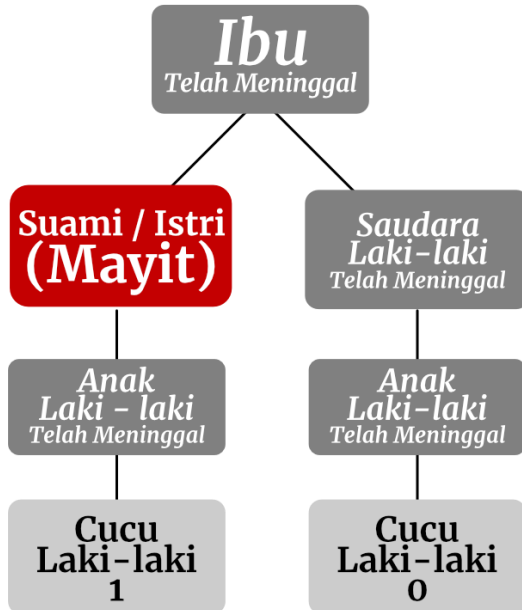 Ibu
Telah Meninggal
Suami / Istri
(Mayit)
Saudara
Laki-laki
Telah Meninggal
Anak
Laki - laki
Telah Meninggal
Anak
Laki-laki
Telah Meninggal
Cucu
Laki-laki
1
Cucu
Laki-laki
0